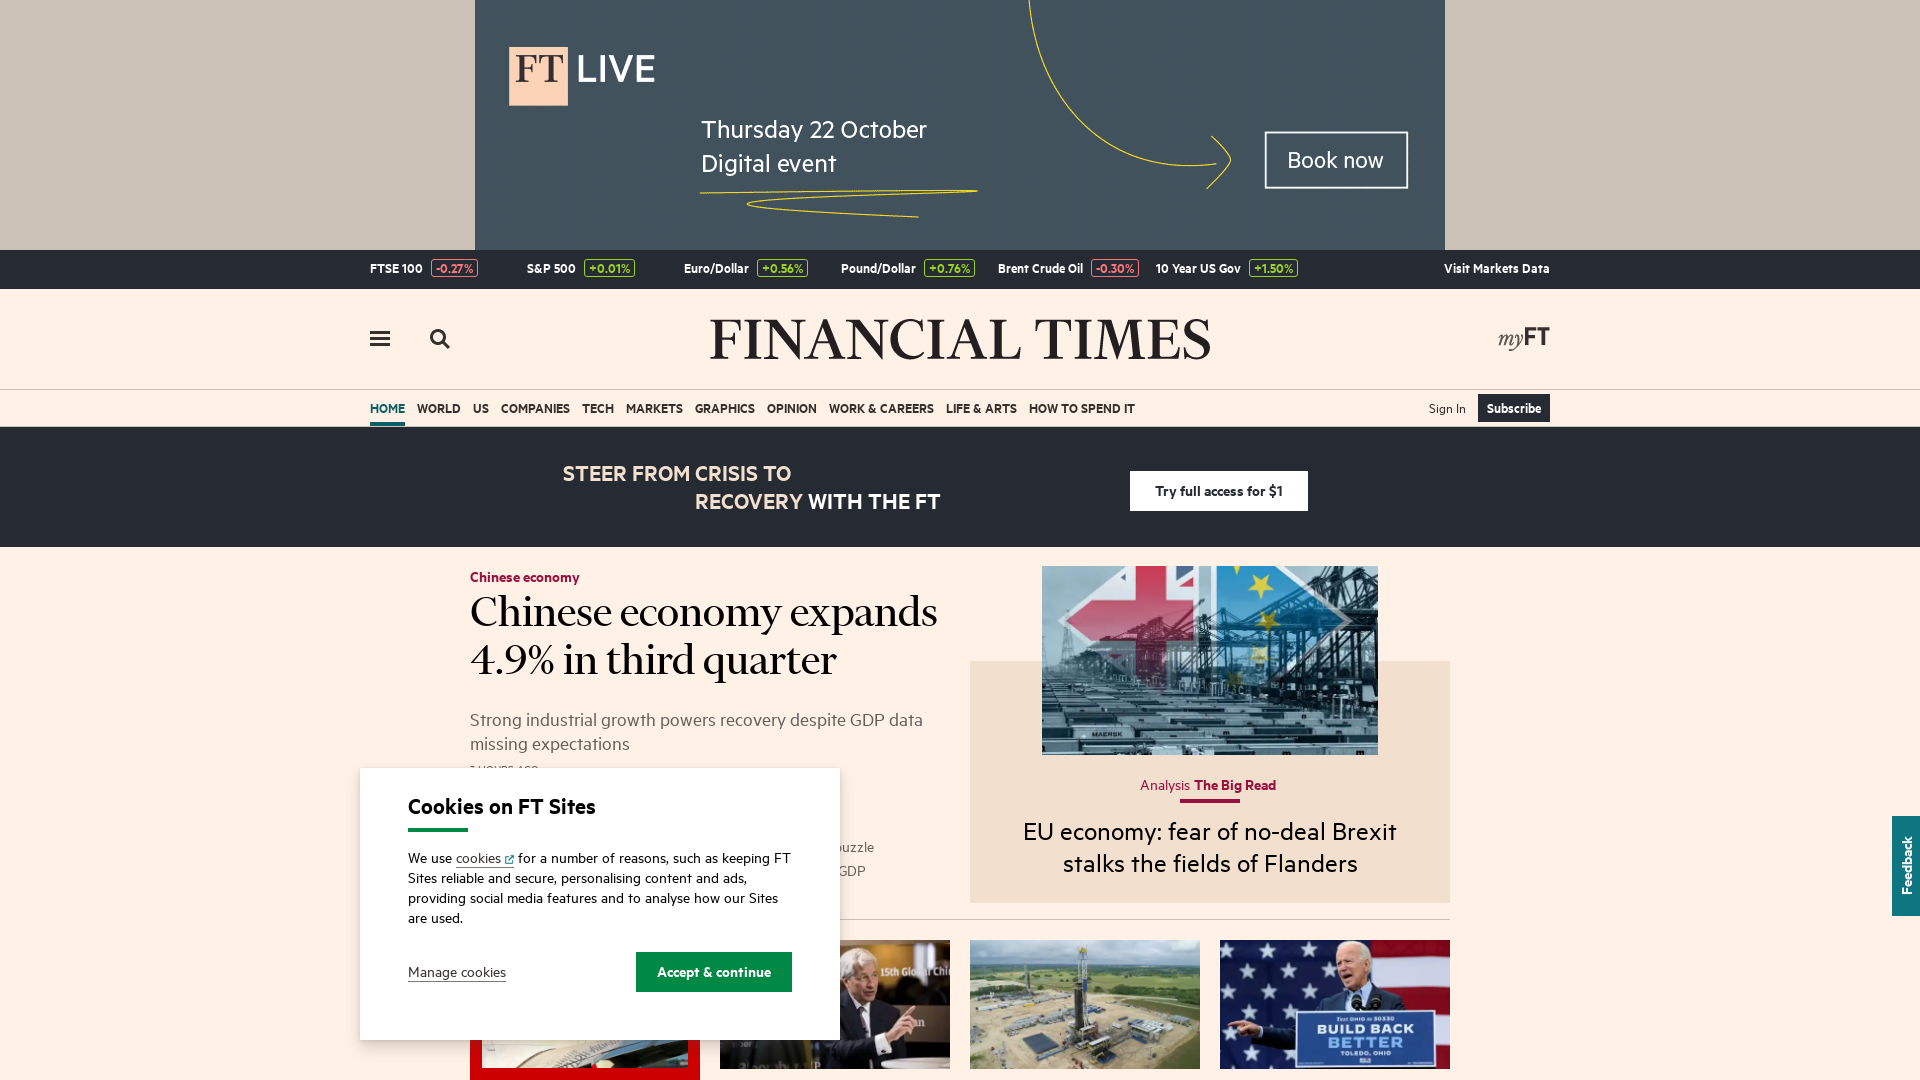 FT LIVE
Thursday 22 October
Digital event
Book now
FTSE 100 -0.27% S&P 500 +0.01% Euro/Dollar +0.56% Pound/Dollar +0.76% Brent Crude Oil -0.30% 10 Year US Gov +1.50% Visit Markets Data
FINANCIAL TIMES
myFT
HOME WORLD US COMPANIES TECH MARKETS GRAPHICS OPINION WORK & CAREERS LIFE & ARTS HOW TO SPEND IT Sign In Subscribe
STEER FROM CRISIS TO
RECOVERY WITH THE FT
Try full access for $1
Chinese economy
Chinese economy expands
4.9% in third quarter
Strong industrial growth powers recovery despite GDP data
missing expectations
MAERSK
Analysis The Big Read
EU economy: fear of no-deal Brexit
stalks the fields of Flanders
Cookies on FT Sites
We use cookies for a number of reasons, such as keeping FT
Sites reliable and secure, personalising content and ads,
providing social media features and to analyse how our Sites
are used.
Manage cookies
Accept & continue
GDP
Feedback
15th Global
BUILD BACK
BETTER
TOLEDO, OHIO